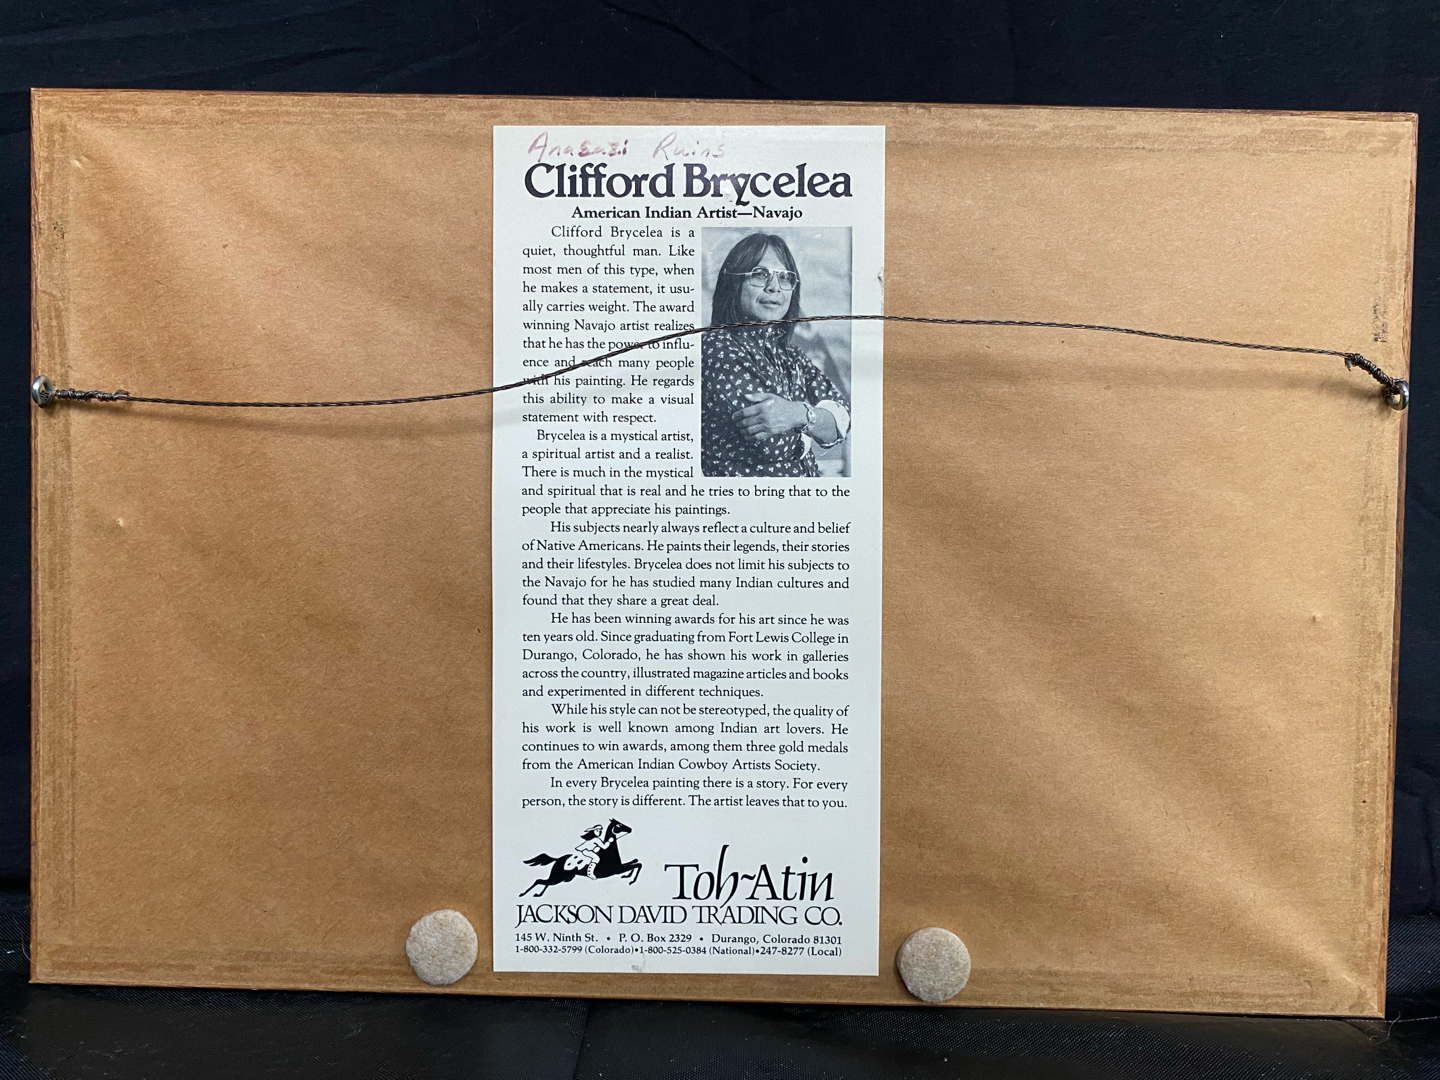 Anasazi Ruins
Clifford Brycelea
American Indian Artist—Navajo
Clifford Brycelea is a
quiet, thoughtful man. Like
most men of this type, when
he makes a statement, it usu-
ally carries weight. The award
winning Navajo artist realizes
that he has the power to influ-
ence and reach many people
with his painting. He regards
this ability to make a visual
statement with respect.
Brycelea is a mystical artist,
a spiritual artist and a realist.
There is much in the mystical
and spiritual that is real and he tries to bring that to the
people that appreciate his paintings.
His subjects nearly always reflect a culture and belief
of Native Americans. He paints their legends, their stories
and their lifestyles. Brycelea does not limit his subjects to
the Navajo for he has studied many Indian cultures and
found that they share a great deal.
He has been winning awards for his art since he was
ten years old. Since graduating from Fort Lewis College in
Durango, Colorado, he has shown his work in galleries
across the country, illustrated magazine articles and books
and experimented in different techniques.
While his style can not be stereotyped, the quality of
his work is well known among Indian art lovers. He
continues to win awards, among them three gold medals
from the American Indian Cowboy Artists Society.
In every Brycelea painting there is a story. For every
person, the story is different. The artist leaves that to you.
Toh-Atin
JACKSON DAVID TRADING CO.
145 W. Ninth St. • P. O. Box 2329 • Durango, Colorado 81301
1-800-332-5799 (Colorado)•1-800-525-0384 (National)•247-8277 (Local)